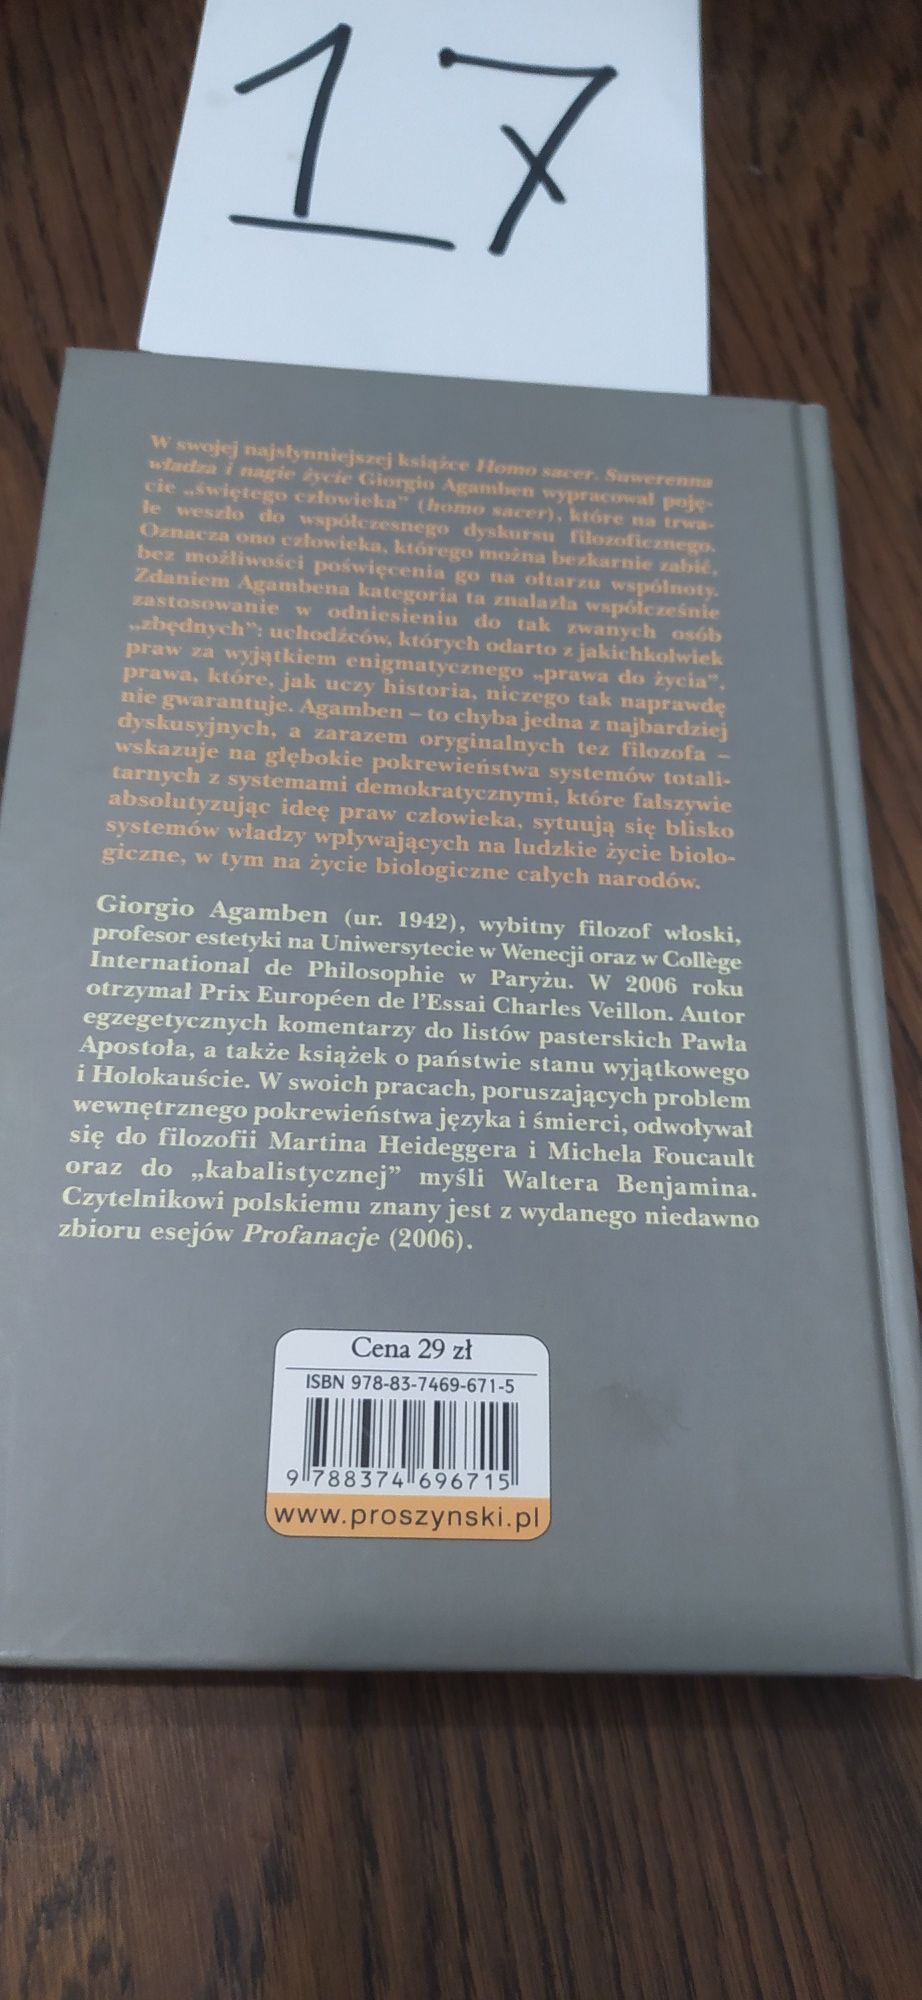 17
W swojej najsłynniejszej książce Homo sacer. Suwerenna
władza i nagie życie Giorgio Agamben wypracował poję-
cie „świętego człowieka” (homo sacer), które na trwa-
łe weszło do współczesnego dyskursu filozoficznego.
Oznacza ono człowieka, którego można bezkarnie zabić,
bez możliwości poświęcenia go na ołtarzu wspólnoty.
Zdaniem Agambena kategoria ta znalazła współcześnie
zastosowanie w odniesieniu do tak zwanych osób
„zbędnych”: uchodźców, których odarto z jakichkolwiek
praw za wyjątkiem enigmatycznego „prawa do życia”,
prawa, które, jak uczy historia, niczego tak naprawdę
nie gwarantuje. Agamben – to chyba jedna z najbardziej
dyskusyjnych, a zarazem oryginalnych tez filozofa –
wskazuje na głębokie pokrewieństwa systemów totali-
tarnych z systemami demokratycznymi, które fałszywie
absolutyzując ideę praw człowieka, sytuują się blisko
systemów władzy wpływających na ludzkie życie biolo-
giczne, w tym na życie biologiczne całych narodów.
Giorgio Agamben (ur. 1942), wybitny filozof włoski,
profesor estetyki na Uniwersytecie w Wenecji oraz w Collège
International de Philosophie w Paryżu. W 2006 roku
otrzymał Prix Européen de l’Essai Charles Veillon. Autor
egzegetycznych komentarzy do listów pasterskich Pawła
Apostoła, a także książek o państwie stanu wyjątkowego
i Holokauście. W swoich pracach, poruszających problem
wewnętrznego pokrewieństwa języka i śmierci, odwoływał
się do filozofii Martina Heideggera i Michela Foucault
oraz do „kabalistycznej” myśli Waltera Benjamina.
Czytelnikowi polskiemu znany jest z wydanego niedawno
zbioru esejów Profanacje (2006).
Cena 29 zł
ISBN 978-83-7469-671-5
9 788374 696715
www.proszynski.pl